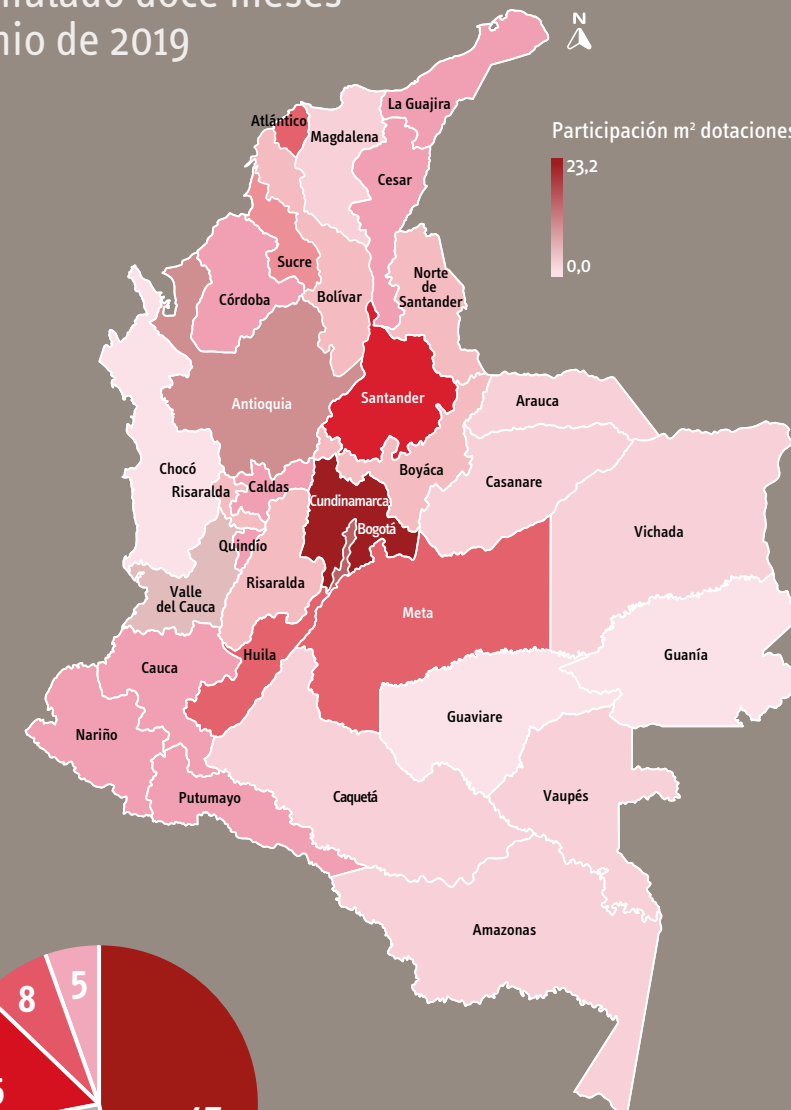 nio de 2019
N
Participación m² dotaciones
23,2
0,0
La Guajira
Atlántico
Magdalena
Cesar
Sucre
Norte
de
Santander
Córdoba
Bolívar
Antioquia
Santander
Arauca
Chocó
Risaralda
Caldas
Boyáca
Casanare
Cundinamarca
Bogotá
Vichada
Quindío
Risaralda
Valle
del Cauca
Meta
Huila
Guanía
Cauca
Guaviare
Nariño
Putumayo
Caquetá
Vaupés
Amazonas
5
8